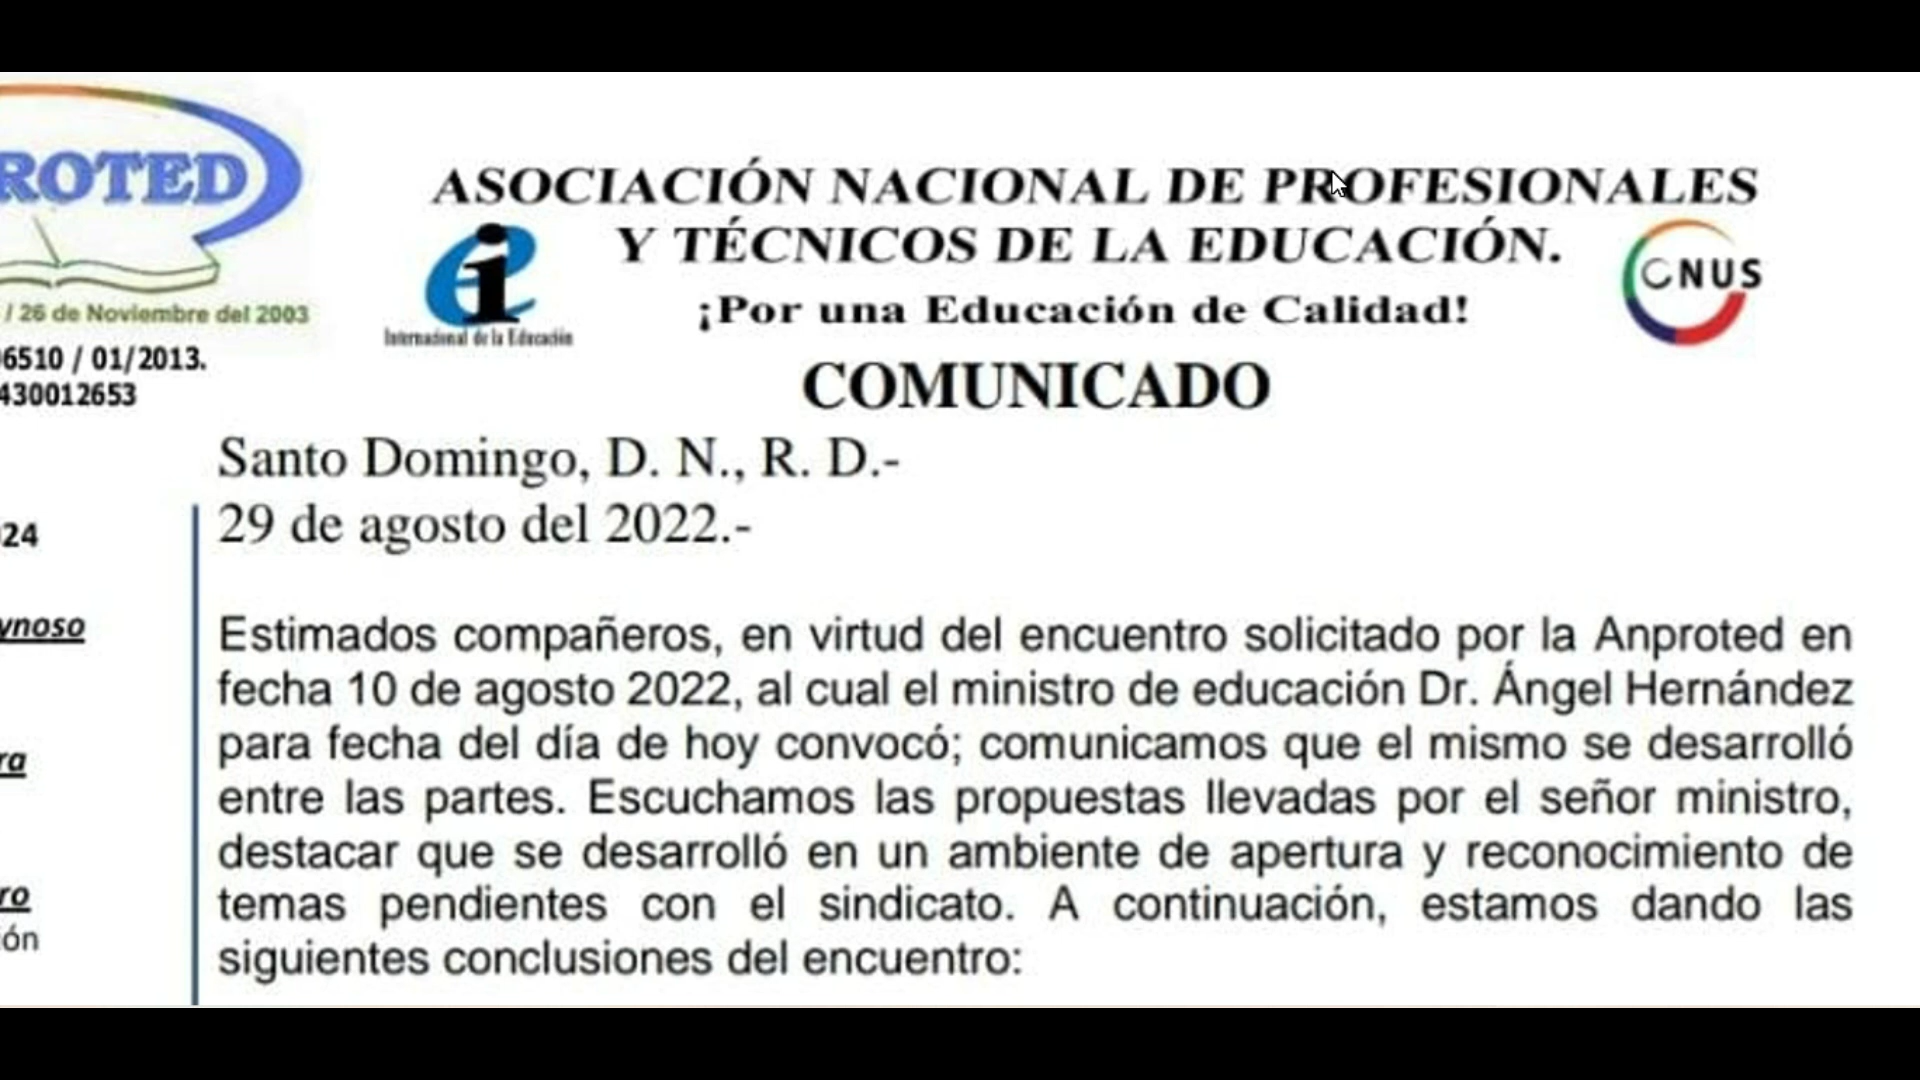 ROTED
/ 26 de Noviembre del 2003
6510 / 01/2013.
430012653
ASOCIACIÓN NACIONAL DE PROFESIONALES
Y TÉCNICOS DE LA EDUCACIÓN.
¡Por una Educación de Calidad!
Internacional de la Educación
CNUS
COMUNICADO
Santo Domingo, D. N., R. D.-
29 de agosto del 2022.-
24
ynoso
ra
ro
ión
Estimados compañeros, en virtud del encuentro solicitado por la Anproted en
fecha 10 de agosto 2022, al cual el ministro de educación Dr. Ángel Hernández
para fecha del día de hoy convocó; comunicamos que el mismo se desarrolló
entre las partes. Escuchamos las propuestas llevadas por el señor ministro,
destacar que se desarrolló en un ambiente de apertura y reconocimiento de
temas pendientes con el sindicato. A continuación, estamos dando las
siguientes conclusiones del encuentro: